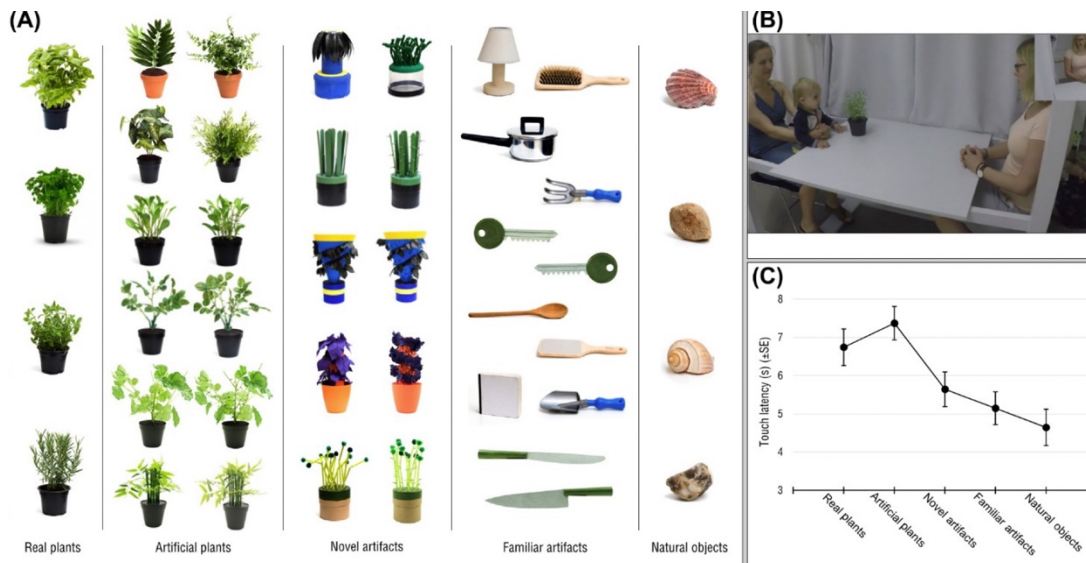 (A)
Real plants
Artificial plants
Novel artifacts
Familiar artifacts
Natural objects
(B)
(C)
Touch latency (s) (±SE)
7
6
5
4
3
Real plants
Artificial plants
Novel artifacts
Familiar artifacts
Natural objects